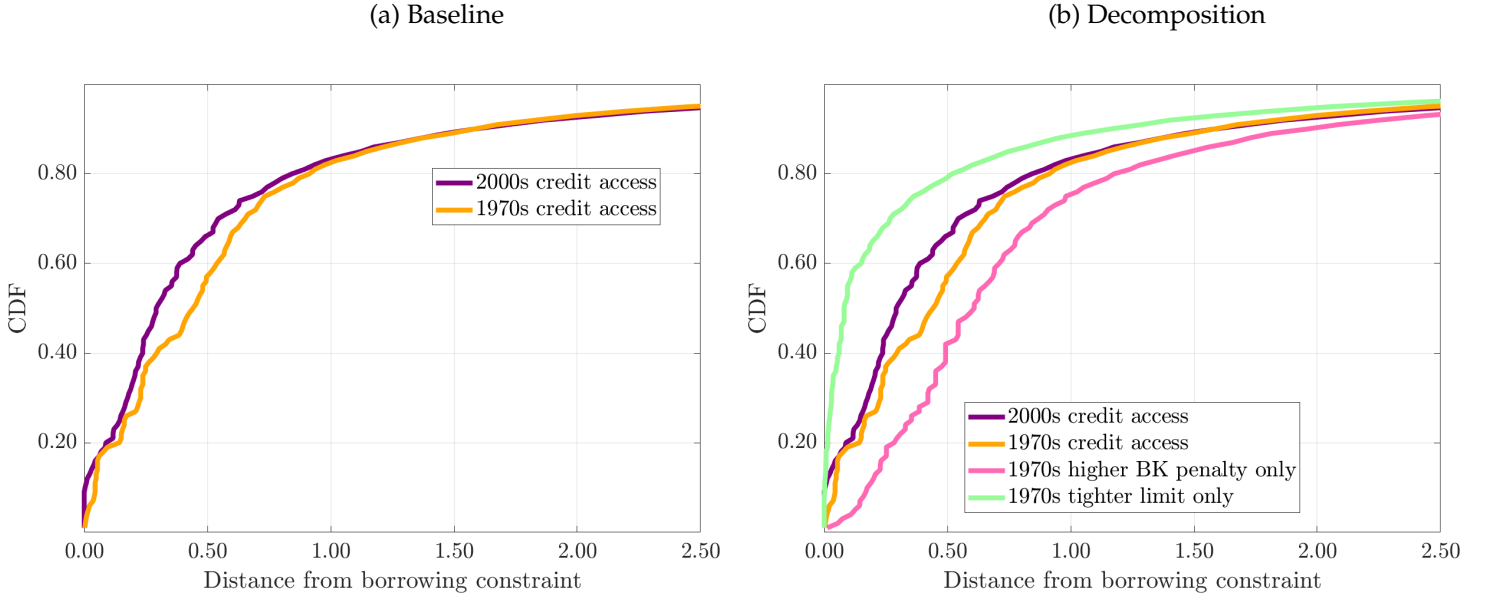 (a) Baseline
CDF
0.80
0.60
0.40
0.20
0.00 0.50 1.00 1.50 2.00 2.50
Distance from borrowing constraint
2000s credit access
1970s credit access
(b) Decomposition
CDF
0.80
0.60
0.40
0.20
0.00 0.50 1.00 1.50 2.00 2.50
Distance from borrowing constraint
2000s credit access
1970s credit access
1970s higher BK penalty only
1970s tighter limit only